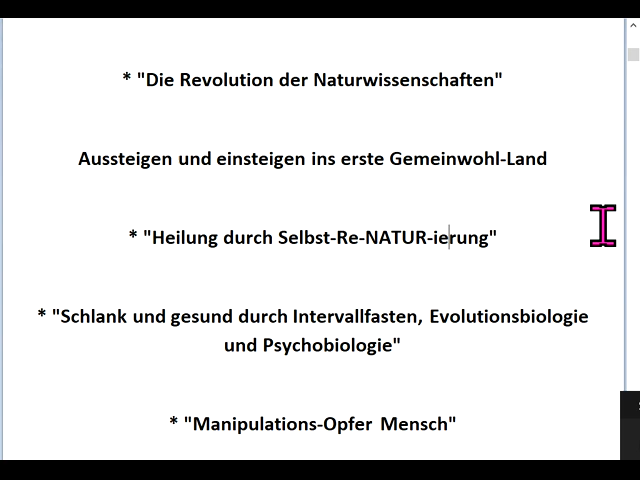 * "Die Revolution der Naturwissenschaften"
Aussteigen und einsteigen ins erste Gemeinwohl-Land
* "Heilung durch Selbst-Re-NATUR-ierung"
* "Schlank und gesund durch Intervallfasten, Evolutionsbiologie
und Psychobiologie"
* "Manipulations-Opfer Mensch"